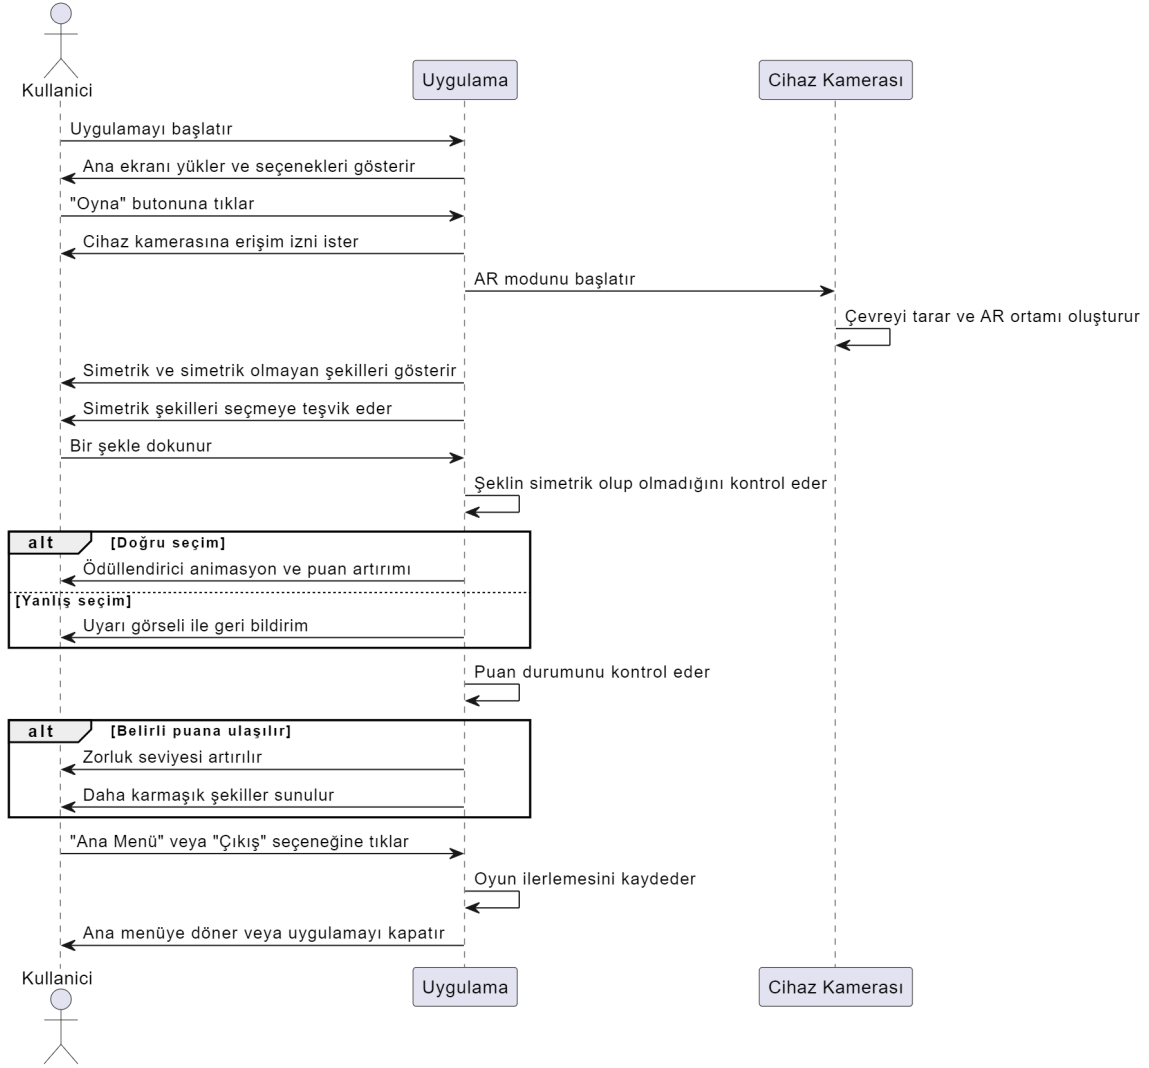 Kullanici
Uygulama
Cihaz Kamerası
Uygulamayı başlatır
Ana ekranı yükler ve seçenekleri gösterir
"Oyna" butonuna tıklar
Cihaz kamerasına erişim izni ister
AR modunu başlatır
Çevreyi tarar ve AR ortamı oluşturur
Simetrik ve simetrik olmayan şekilleri gösterir
Simetrik şekilleri seçmeye teşvik eder
Bir şekle dokunur
Şeklin simetrik olup olmadığını kontrol eder
alt [Doğru seçim]
Ödüllendirici animasyon ve puan artırımı
[Yanlış seçim]
Uyarı görseli ile geri bildirim
Puan durumunu kontrol eder
alt [Belirli puana ulaşılır]
Zorluk seviyesi artırılır
Daha karmaşık şekiller sunulur
"Ana Menü" veya "Çıkış" seçeneğine tıklar
Oyun ilerlemesini kaydeder
Ana menüye döner veya uygulamayı kapatır
Kullanici
Uygulama
Cihaz Kamerası